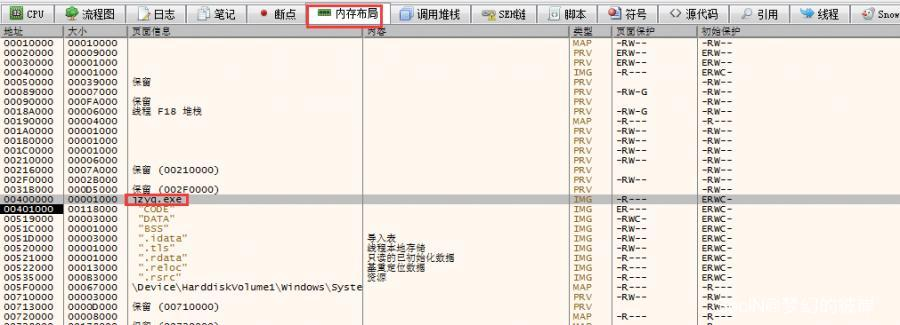 CPU 流程图 日志 笔记 断点 内存布局 调用堆栈 SEH链 脚本 符号 源代码 引用 线程 Snow
地址 大小 页面信息 内容 类型 页面保护 初始保护
00010000 00010000 MAP -RW-- -RW--
00020000 00009000 PRV ERW-- ERW--
00030000 00001000 PRV ERW-- ERW--
00040000 00001000 IMG -R--- ERWC-
00050000 00039000 保留 PRV -RW--
00089000 00007000 PRV -RW-G -RW--
00090000 000FA000 保留 PRV -RW--
0018A000 00006000 线程 F18 堆栈 PRV -RW-G -RW--
00190000 00004000 MAP -R--- -R---
001A0000 00001000 PRV -RW-- -RW--
001B0000 00001000 PRV -RW-- -RW--
001C0000 00001000 PRV -RW-- -RW--
00210000 00006000 PRV -RW-- -RW--
00216000 0007A000 保留 (00210000) PRV -RW--
002F0000 0002B000 PRV -RW-- -RW--
0031B000 000D5000 保留 (002F0000) PRV -RW--
00400000 00001000 jzyg.exe IMG -R--- ERWC-
00401000 00118000 "CODE" IMG ER--- ERWC-
00519000 00003000 "DATA" IMG -RWC- ERWC-
0051C000 00001000 "BSS" IMG -RW-- ERWC-
0051D000 00003000 ".idata" 导入表 IMG -RW-- ERWC-
00520000 00001000 ".tls" 线程本地存储 IMG -RW-- ERWC-
00521000 00001000 ".rdata" 只读的已初始化数据 IMG -R--- ERWC-
00522000 00013000 ".reloc" 基重定位数据 IMG -R--- ERWC-
00535000 000B3000 ".rsrc" 资源 IMG -R--- ERWC-
005F0000 00067000 \Device\HarddiskVolume1\Windows\Syste MAP -R--- -R---
00710000 00003000 PRV -RW-- -RW--
00713000 0000D000 保留 (00710000) PRV -RW--
00720000 00008000 MAP -R---